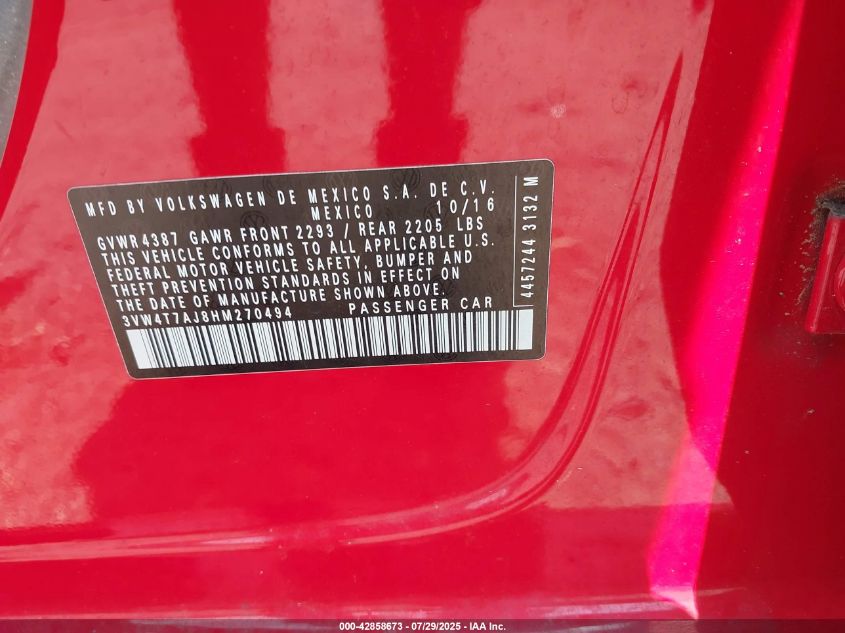 MFD BY VOLKSWAGEN DE MEXICO S.A. DE C.V.
MEXICO 10/16
GVWR 4387 GAWR FRONT 2293 / REAR 2205 LBS
THIS VEHICLE CONFORMS TO ALL APPLICABLE U.S.
FEDERAL MOTOR VEHICLE SAFETY, BUMPER AND
THEFT PREVENTION STANDARDS IN EFFECT ON
THE DATE OF MANUFACTURE SHOWN ABOVE.
3VW4T7AJ8HM270494 PASSENGER CAR
4457244 3132 M
000-42858673 - 07/29/2025 - IAA Inc.